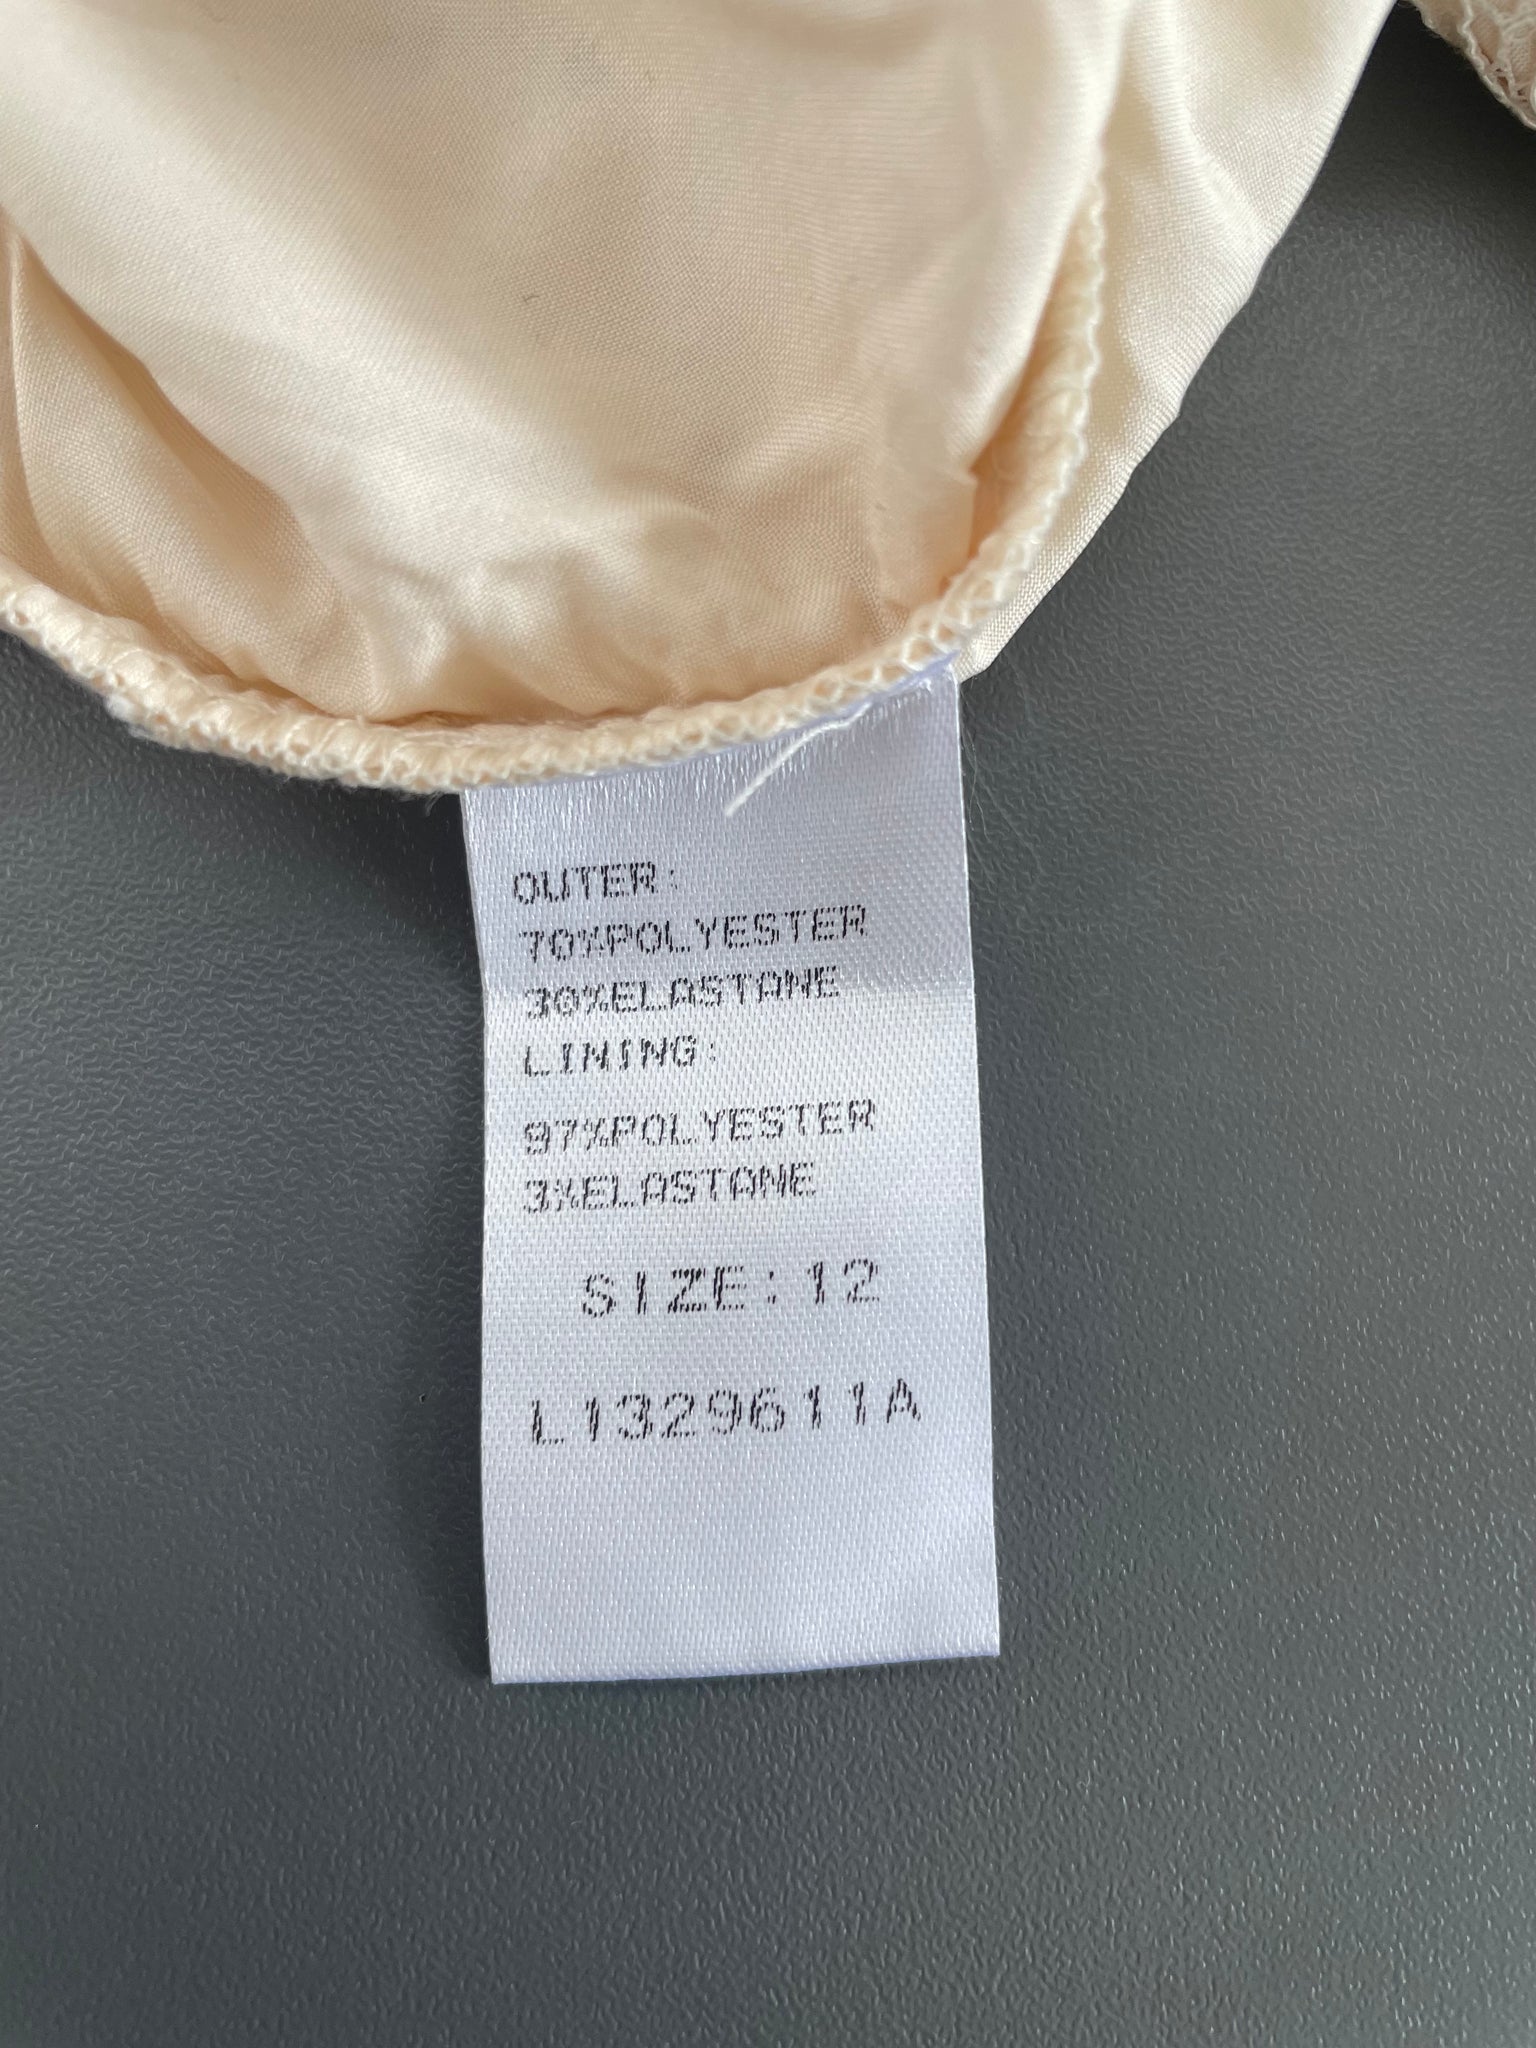 OUTER:
70%POLYESTER
30%ELASTANE
LINING:
97%POLYESTER
3%ELASTANE
SIZE:12
L1329611A